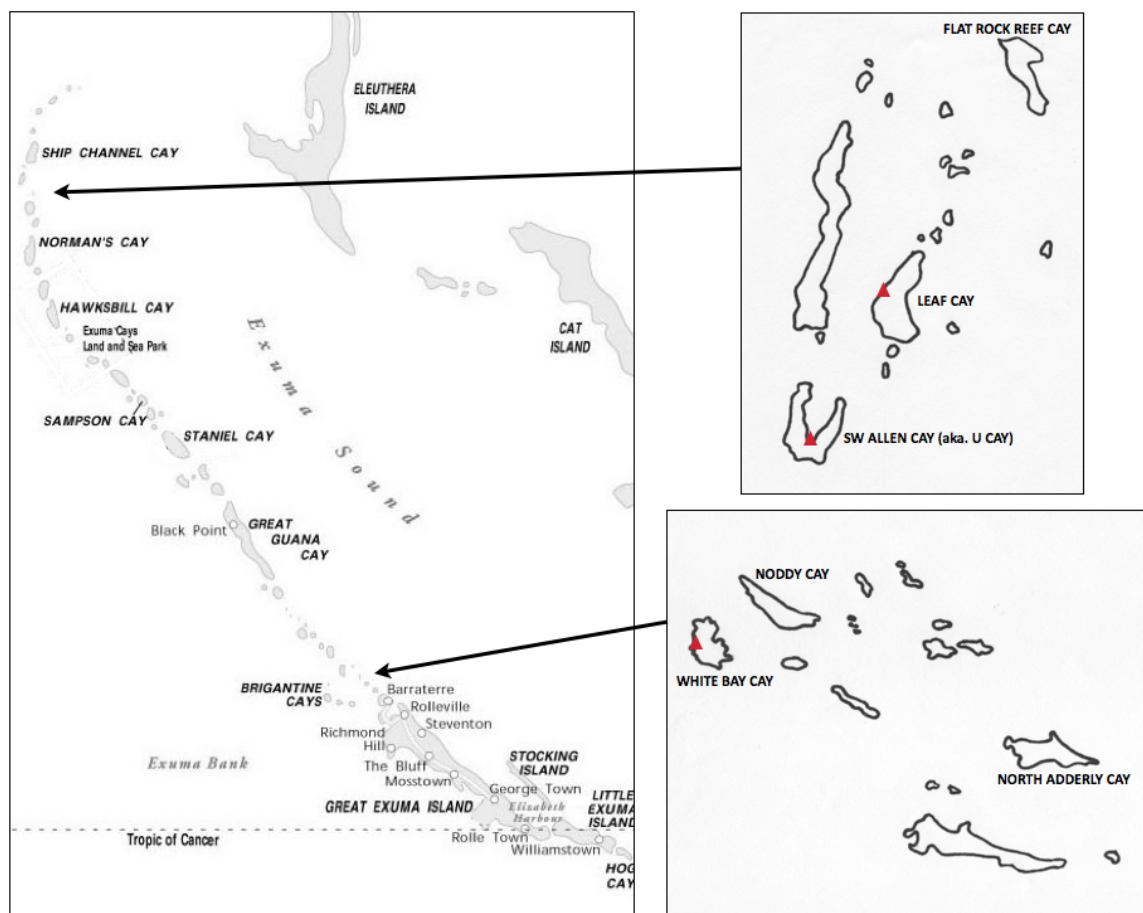 ELEUTHERA
ISLAND
SHIP CHANNEL CAY
NORMAN'S CAY
HAWKSBILL CAY
Exuma Cays
Land and Sea Park
Exuma Sound
CAT
ISLAND
SAMPSON CAY
STANIEL CAY
Black Point
GREAT
GUANA
CAY
BRIGANTINE
CAYS
Barraterre
Rolleville
Steventon
Richmond
Hill
The Bluff
Mosstown
Exuma Bank
STOCKING
ISLAND
George Town
GREAT EXUMA ISLAND
Elizabeth
Harbour
LITTLE
EXUMA
ISLAND
Tropic of Cancer
Rolle Town
Williamstown
HOG
CAY
FLAT ROCK REEF CAY
LEAF CAY
SW ALLEN CAY (aka. U CAY)
NODDY CAY
WHITE BAY CAY
NORTH ADDERLY CAY